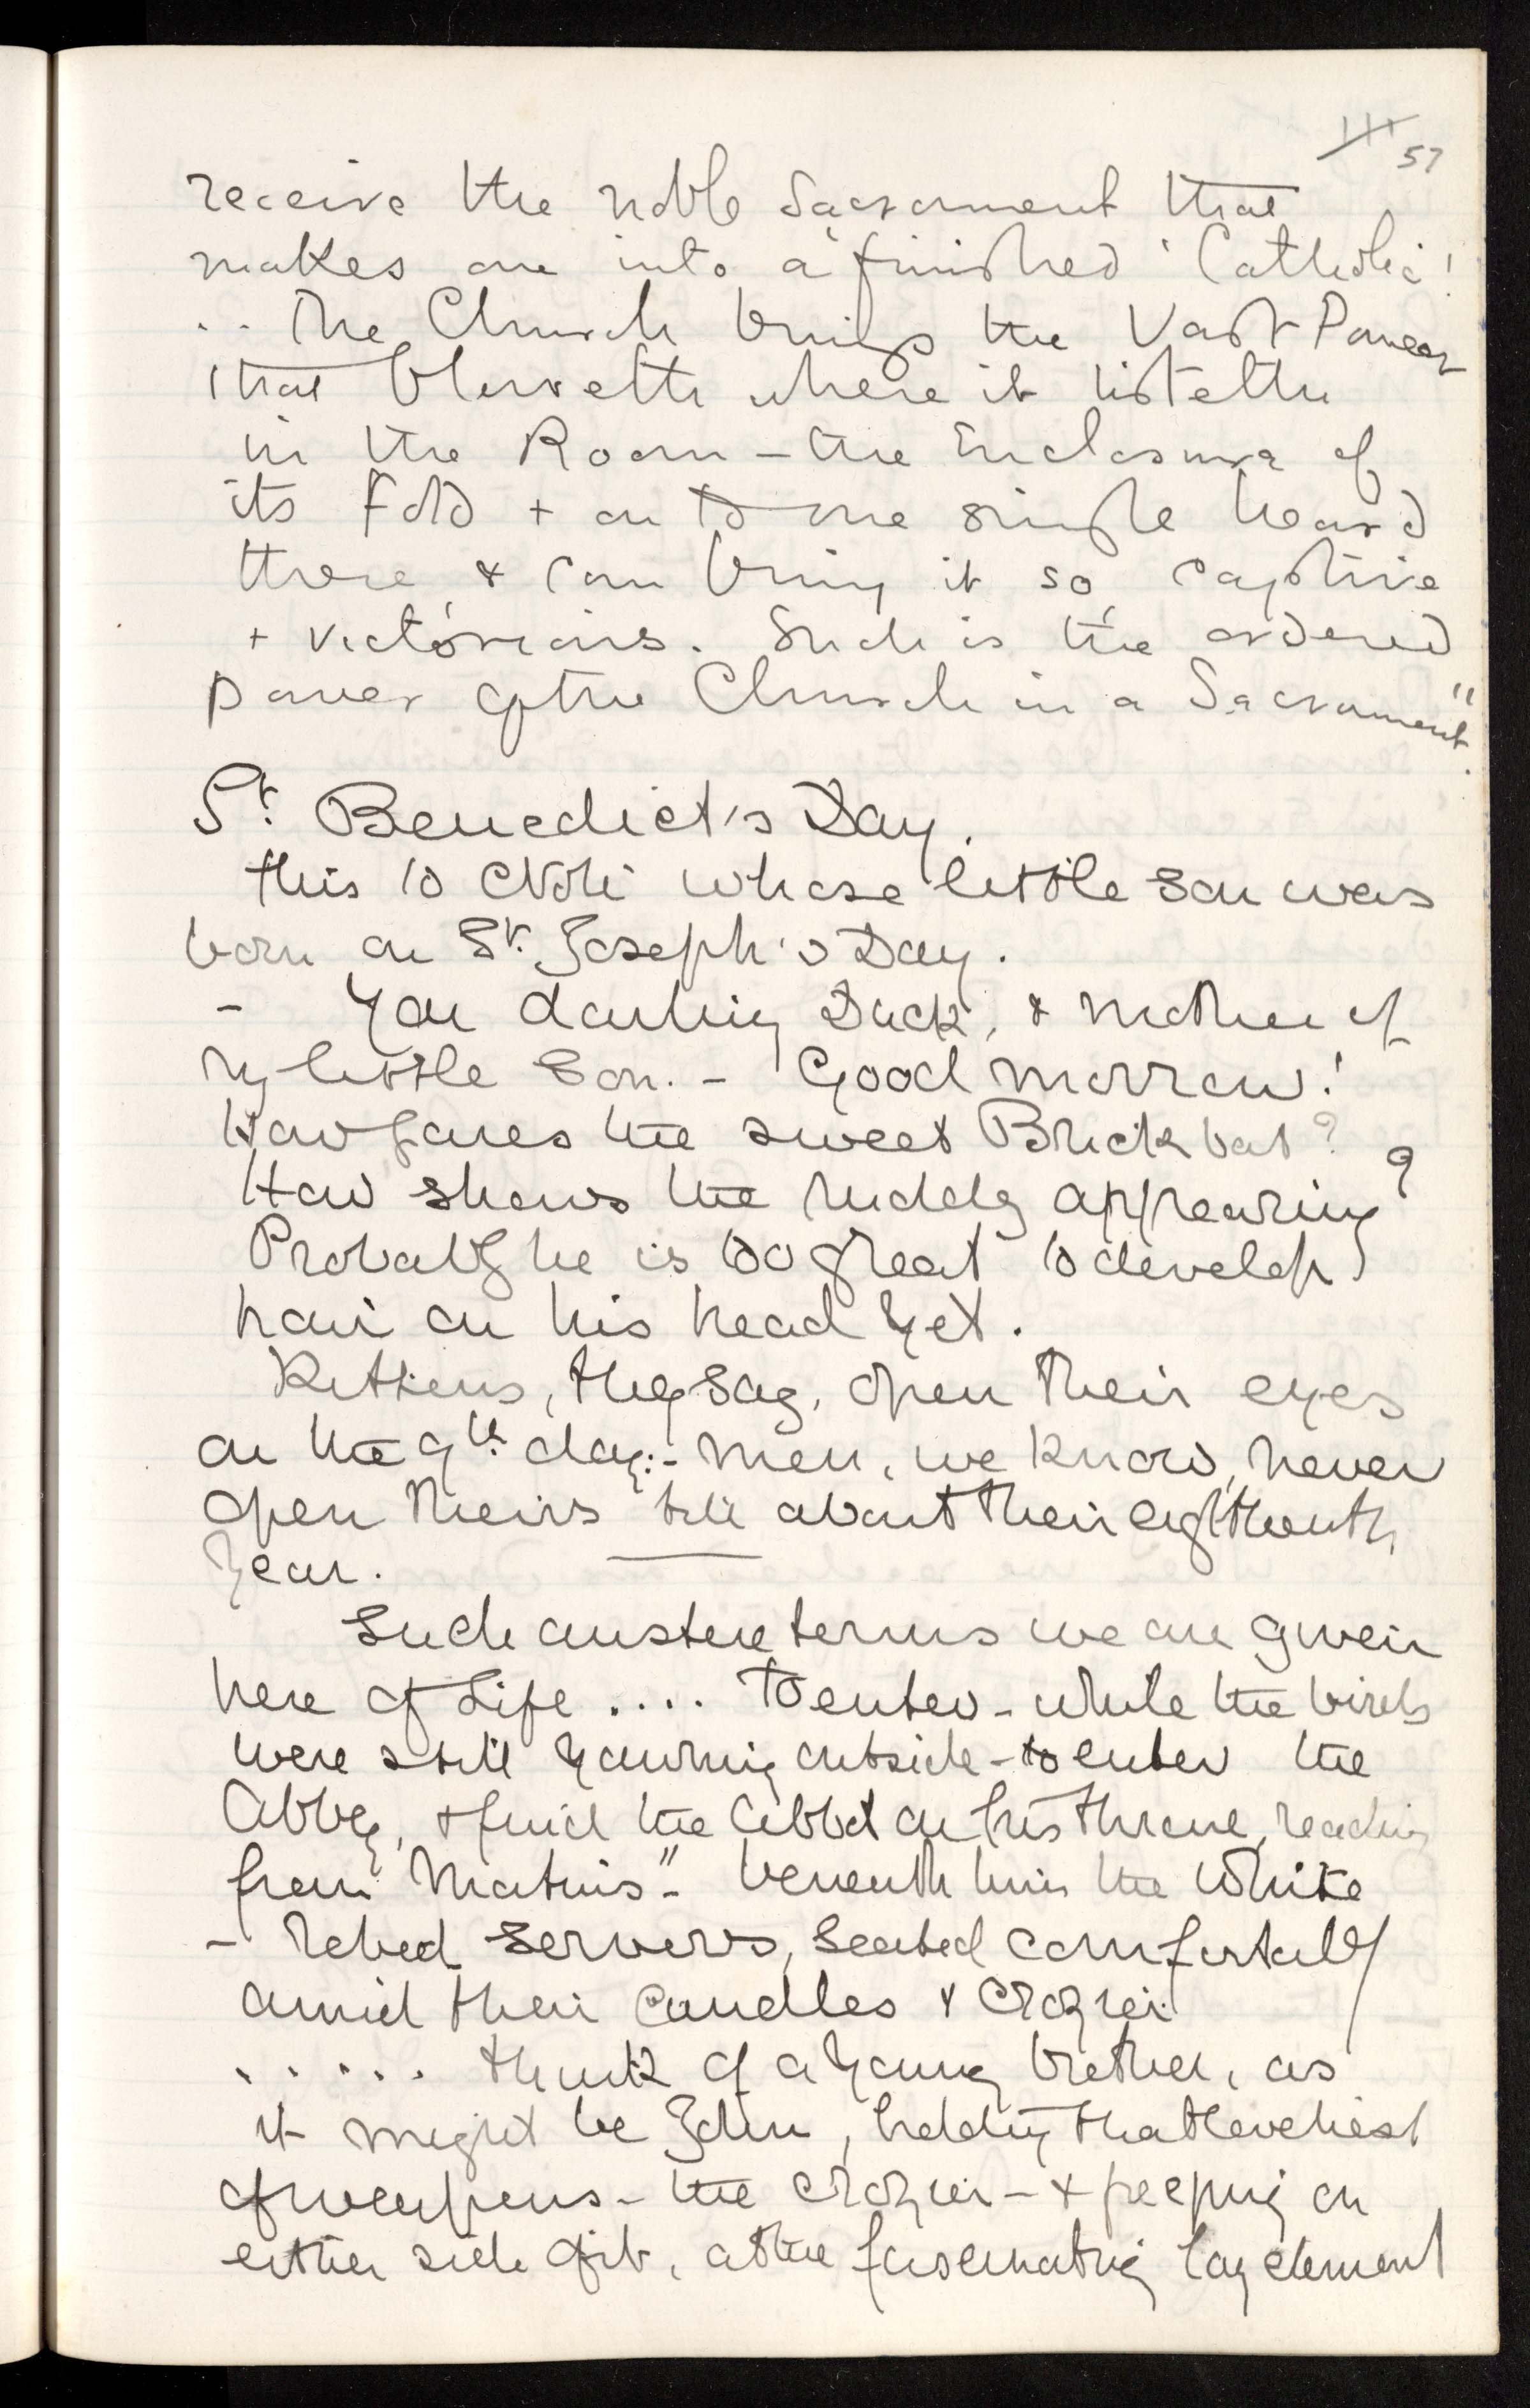 111 57
receive the noble Sacrament that
makes one into a 'finished' Catholic'!
.. The Church brings the Vast Power
that bloweth where it listeth
in the Room – the Enclosure of
its Fold + on to one single heard
there & can bring it so captive
+ victorious. Such is the ordered
power of the Church in a Sacrament".
St. Benedict's Day.
this to whose little son was
born on St. Joseph's Day.
- You darling Duck, & mother of
my little Son. - Good morrow!
How fares the sweet Brickbat?
How shows the ruddy appearing?
Probably he is too great to develop
hair on his head yet.
Kittens, they say, open their eyes
on the 9th. day:- men, we know, never
open theirs till about their eightheenth
Year.
Such austere terms we are given
here of Life .... To enter - while the birds
were still yawning outside - to enter the
Abbey, & find the Abbot on his throne, reading
from "Matins" - beneath him the White
- robed servers, seated comfortably
amid their Candles & Crozier
..... think of a young brother, as
it might be John, holding that loveliest
of weapons - the Crozier - & peeping on
either side of it, at the fascinating lay element